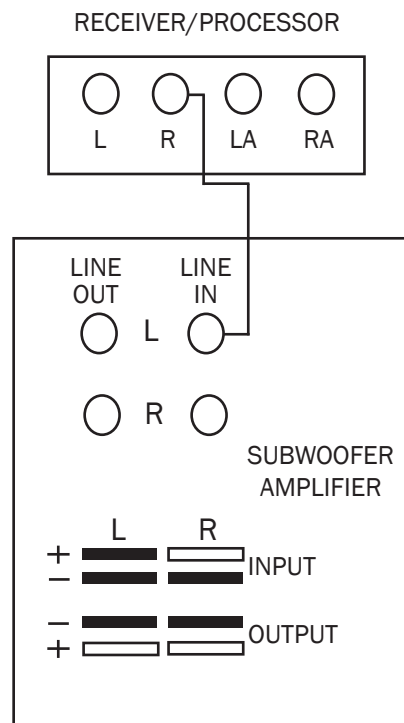 RECEIVER/PROCESSOR
L R LA RA
LINE OUT
LINE IN
L
R
SUBWOOFER
AMPLIFIER
L R
+
− INPUT
− OUTPUT
+